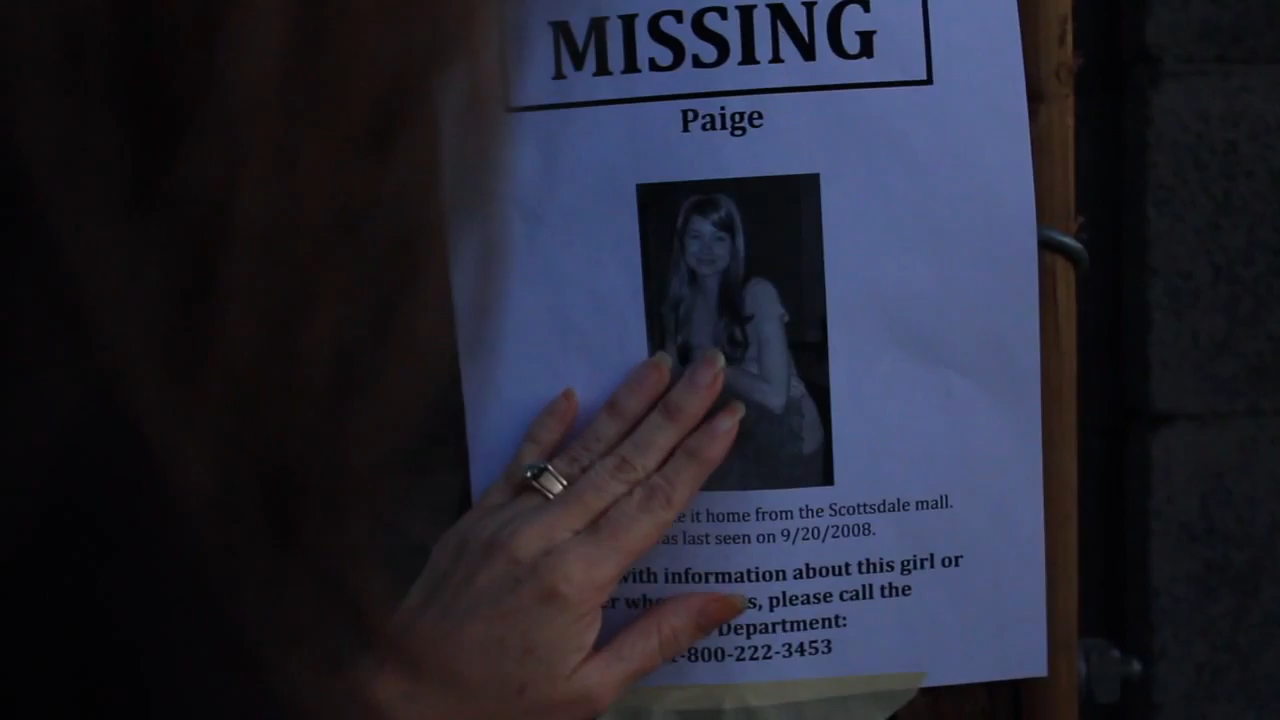 MISSING
Paige
it home from the Scottsdale mall.
last seen on 9/20/2008.
with information about this girl or
please call the
Department:
-800-222-3453